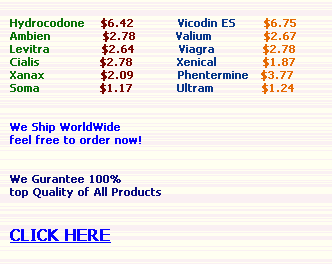 Hydrocodone $6.42 Vicodin ES $6.75
Ambien $2.78 Valium $2.67
Levitra $2.64 Viagra $2.78
Cialis $2.78 Xenical $1.87
Xanax $2.09 Phentermine $3.77
Soma $1.17 Ultram $1.24
We Ship WorldWide
feel free to order now!
We Gurantee 100%
top Quality of All Products
CLICK HERE